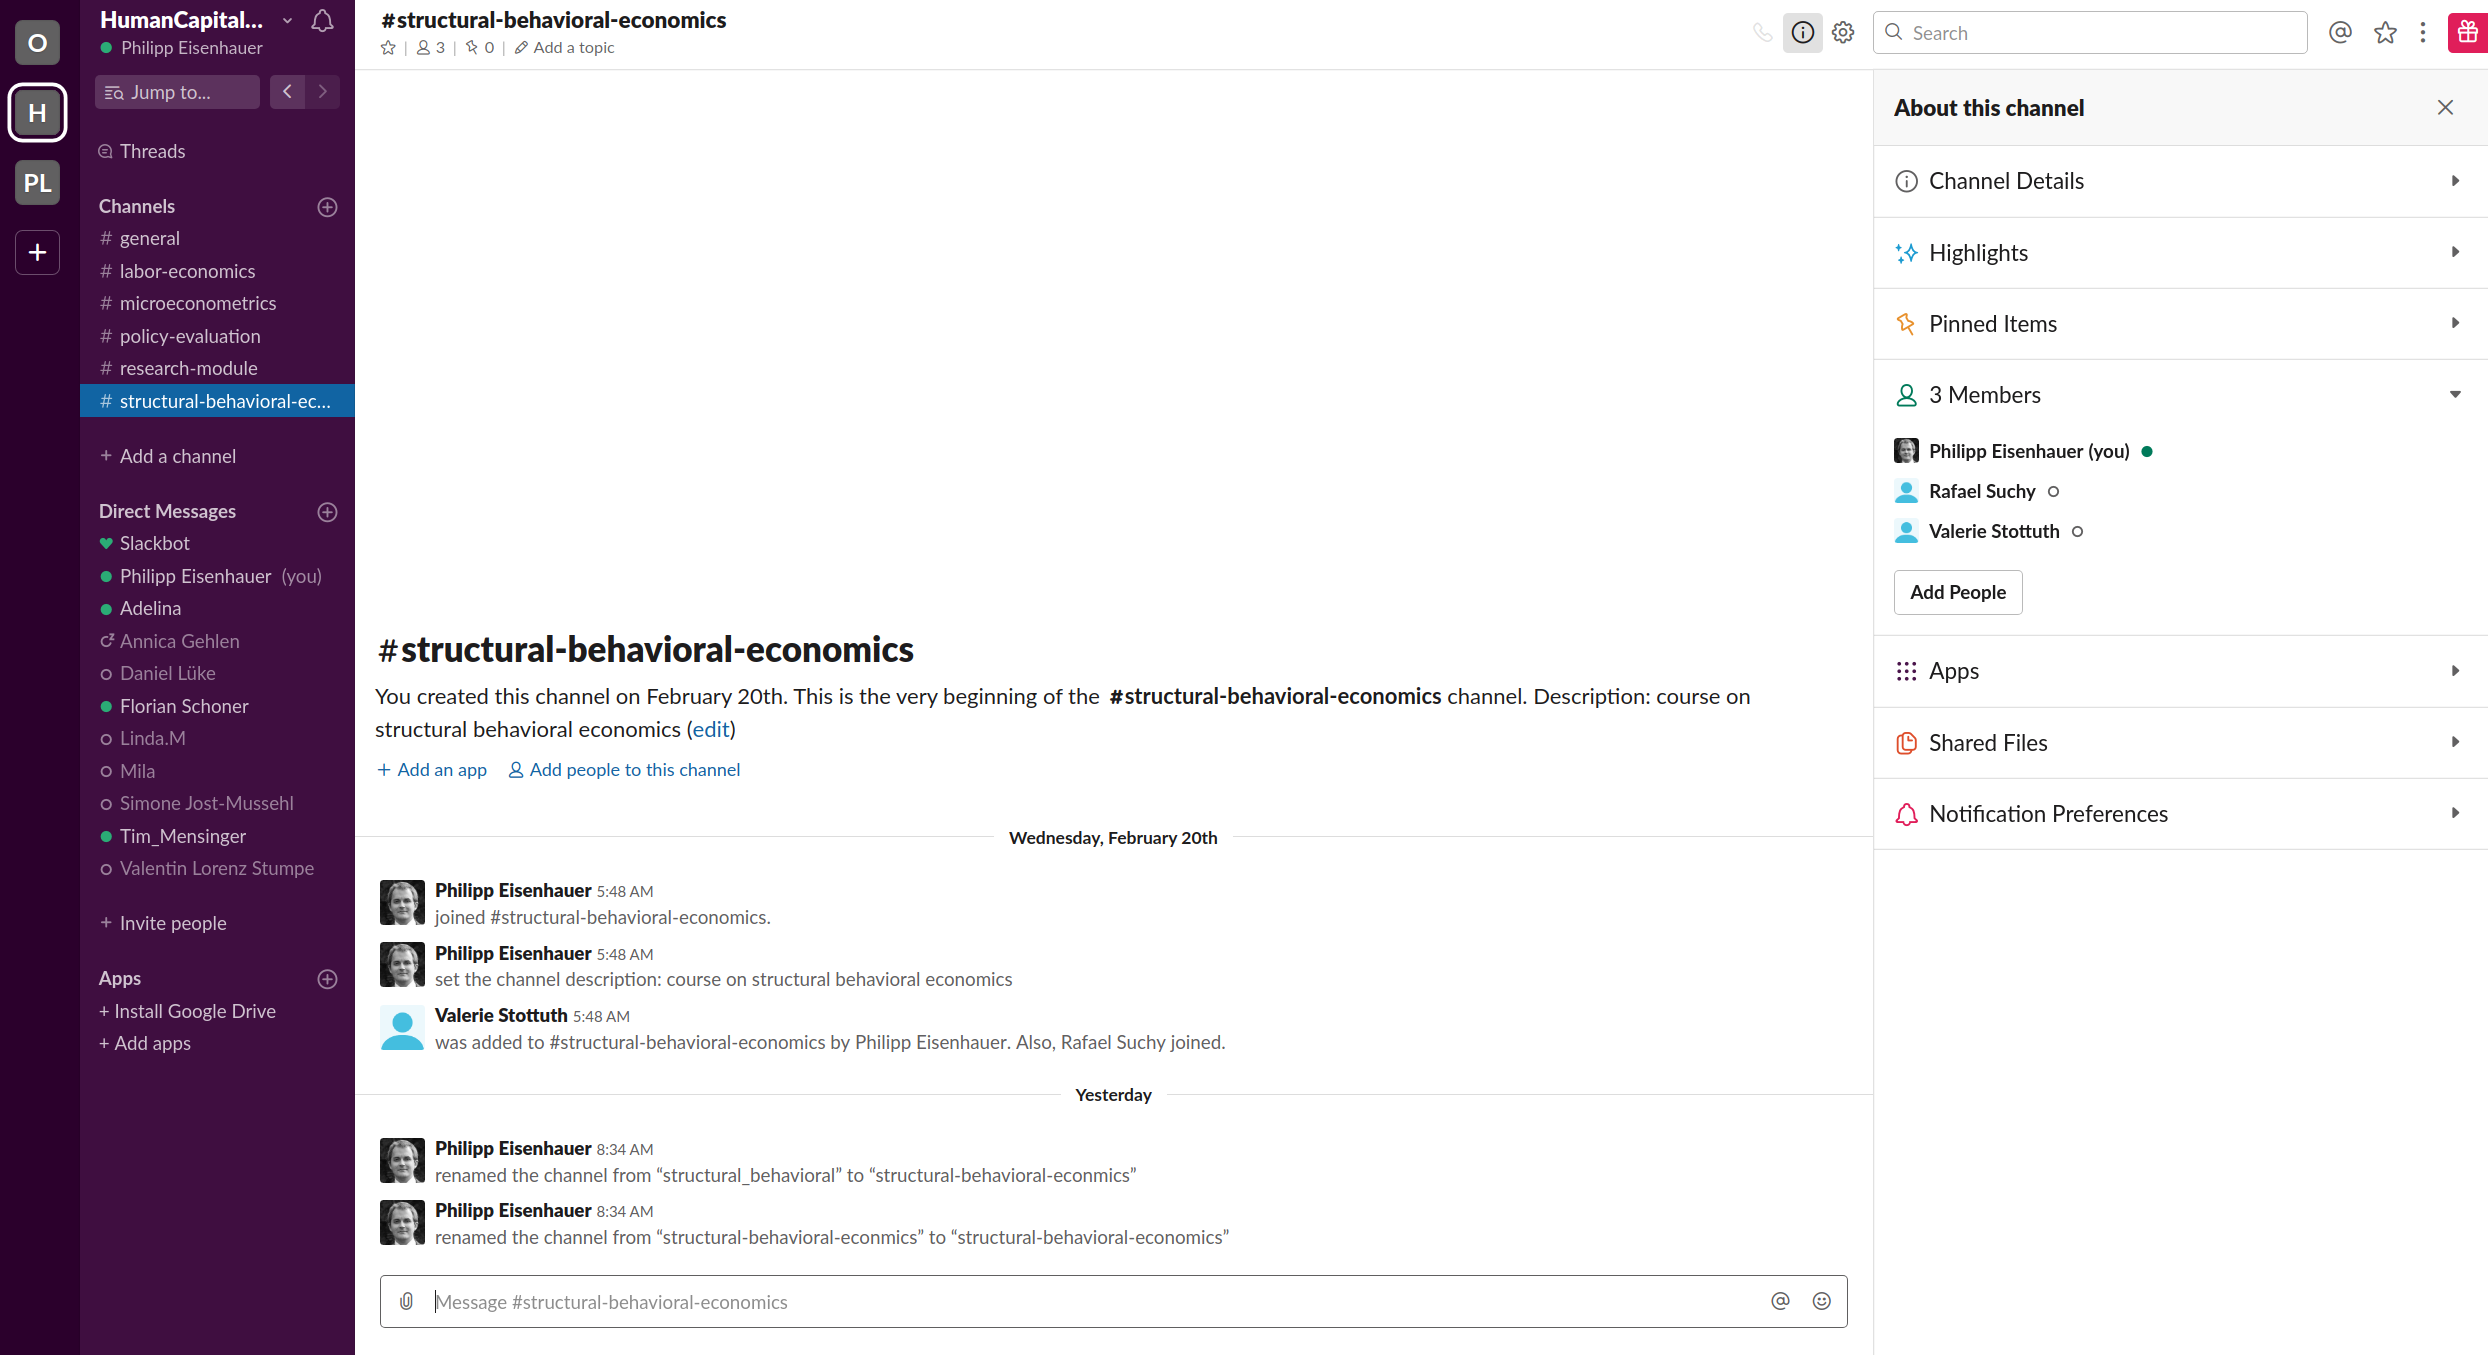 O
H
PL
+
HumanCapital...
Philipp Eisenhauer
Jump to...
Threads
Channels
# general
# labor-economics
# microeconometrics
# policy-evaluation
# research-module
# structural-behavioral-ec...
+ Add a channel
Direct Messages
Slackbot
Philipp Eisenhauer (you)
Adelina
Annica Gehlen
Daniel Lüke
Florian Schoner
Linda.M
Mila
Simone Jost-Mussehl
Tim_Mensinger
Valentin Lorenz Stumpe
+ Invite people
Apps
+ Install Google Drive
+ Add apps
#structural-behavioral-economics
| 3 | 0 | Add a topic
Search
#structural-behavioral-economics
You created this channel on February 20th. This is the very beginning of the #structural-behavioral-economics channel. Description: course on
structural behavioral economics (edit)
+ Add an app Add people to this channel
Wednesday, February 20th
Philipp Eisenhauer 5:48 AM
joined #structural-behavioral-economics.
Philipp Eisenhauer 5:48 AM
set the channel description: course on structural behavioral economics
Valerie Stottuth 5:48 AM
was added to #structural-behavioral-economics by Philipp Eisenhauer. Also, Rafael Suchy joined.
Yesterday
Philipp Eisenhauer 8:34 AM
renamed the channel from “structural_behavioral” to “structural-behavioral-econmics”
Philipp Eisenhauer 8:34 AM
renamed the channel from “structural-behavioral-econmics” to “structural-behavioral-economics”
Message #structural-behavioral-economics
About this channel
Channel Details
Highlights
Pinned Items
3 Members
Philipp Eisenhauer (you)
Rafael Suchy
Valerie Stottuth
Add People
Apps
Shared Files
Notification Preferences